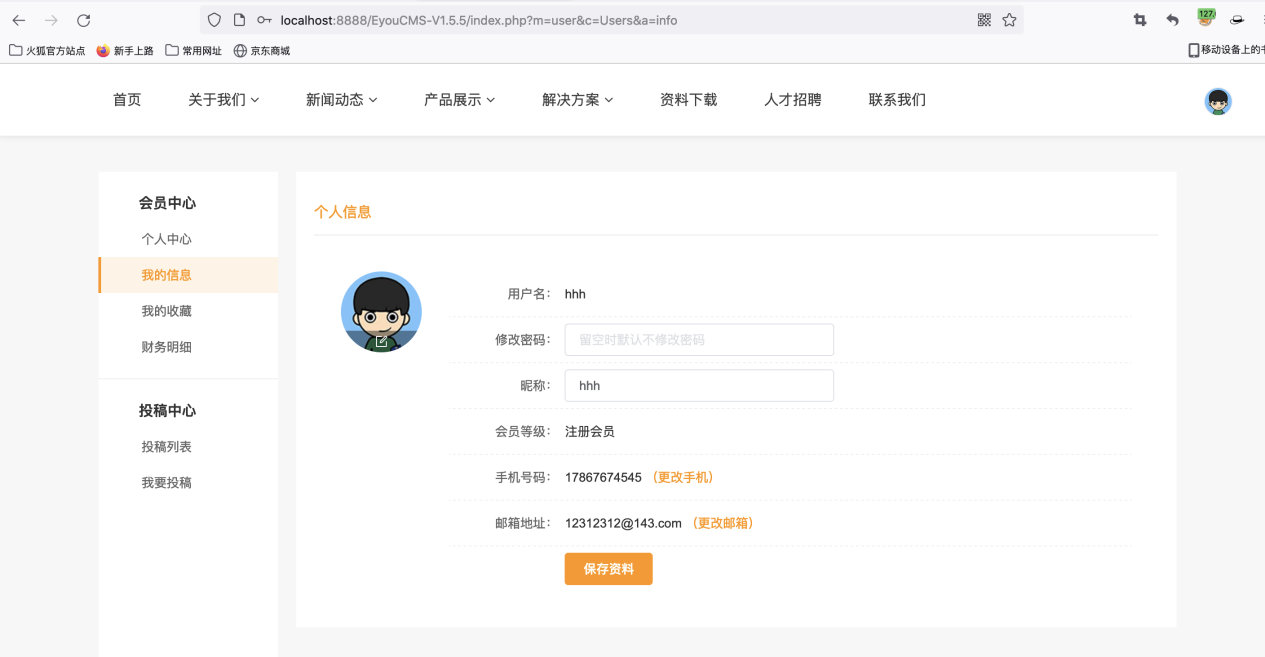 localhost:8888/EyouCMS-V1.5.5/index.php?m=user&c=Users&a=info
127.
火狐官方站点 新手上路 常用网址 京东商城 移动设备上的
首页 关于我们 新闻动态 产品展示 解决方案 资料下载 人才招聘 联系我们
会员中心
个人中心
我的信息
我的收藏
财务明细
投稿中心
投稿列表
我要投稿
个人信息
用户名： hhh
修改密码： 留空时默认不修改密码
昵称： hhh
会员等级： 注册会员
手机号码： 17867674545 （更改手机）
邮箱地址： 12312312@143.com （更改邮箱）
保存资料